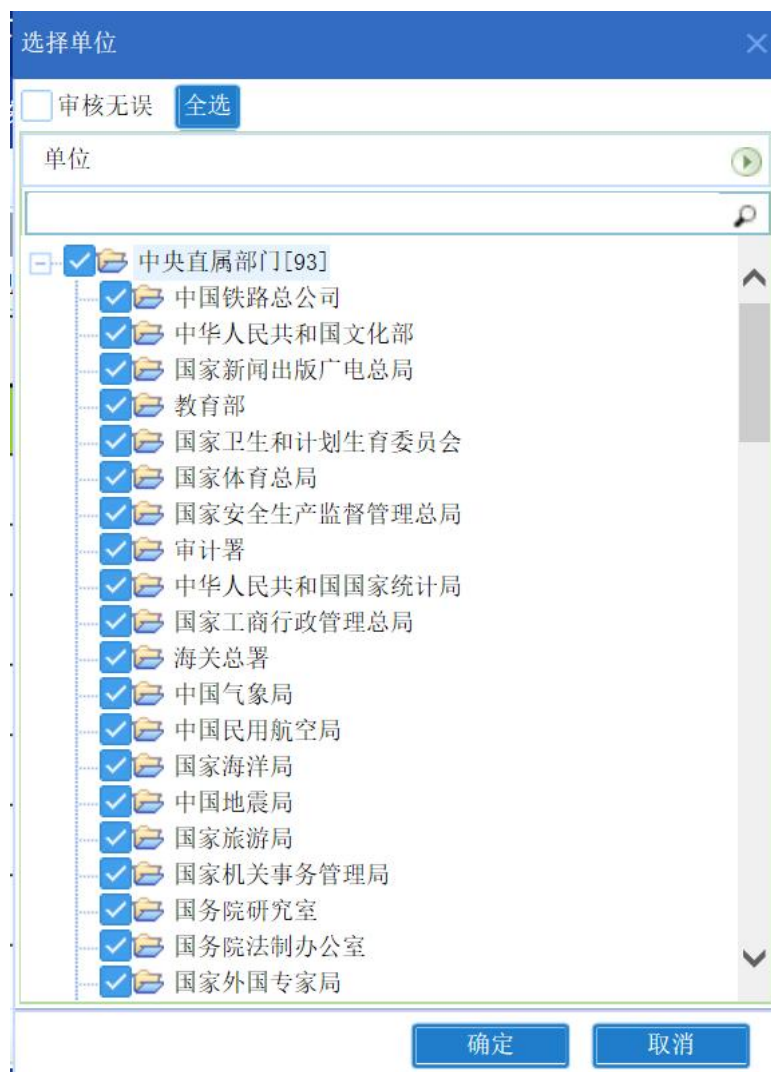 选择单位
审核无误 全选
单位
中央直属部门[93]
中国铁路总公司
中华人民共和国文化部
国家新闻出版广电总局
教育部
国家卫生和计划生育委员会
国家体育总局
国家安全生产监督管理总局
审计署
中华人民共和国国家统计局
国家工商行政管理总局
海关总署
中国气象局
中国民用航空局
国家海洋局
中国地震局
国家旅游局
国家机关事务管理局
国务院研究室
国务院法制办公室
国家外国专家局
确定 取消